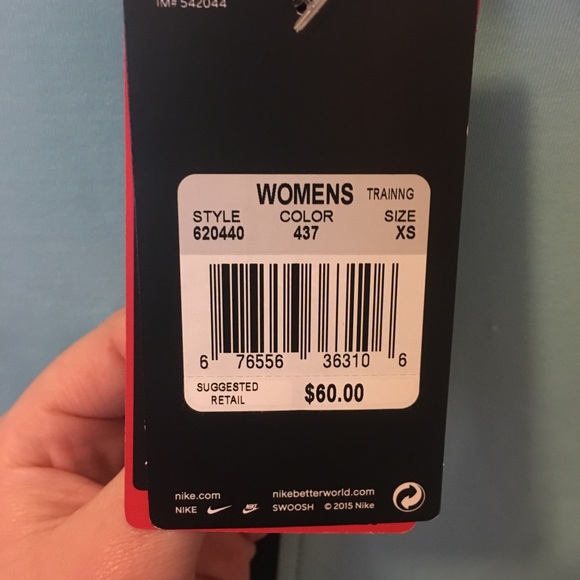 IM# 542044
WOMENS TRAINNG
STYLE COLOR SIZE
620440 437 XS
6 76556 36310 6
SUGGESTED RETAIL $60.00
nike.com nikebetterworld.com
NIKE SWOOSH © 2015 Nike